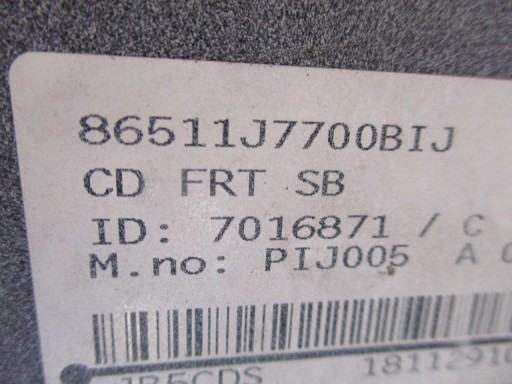 86511J7700BIJ
CD FRT SB
ID: 7016871 / C
M.no: PIJ005 A